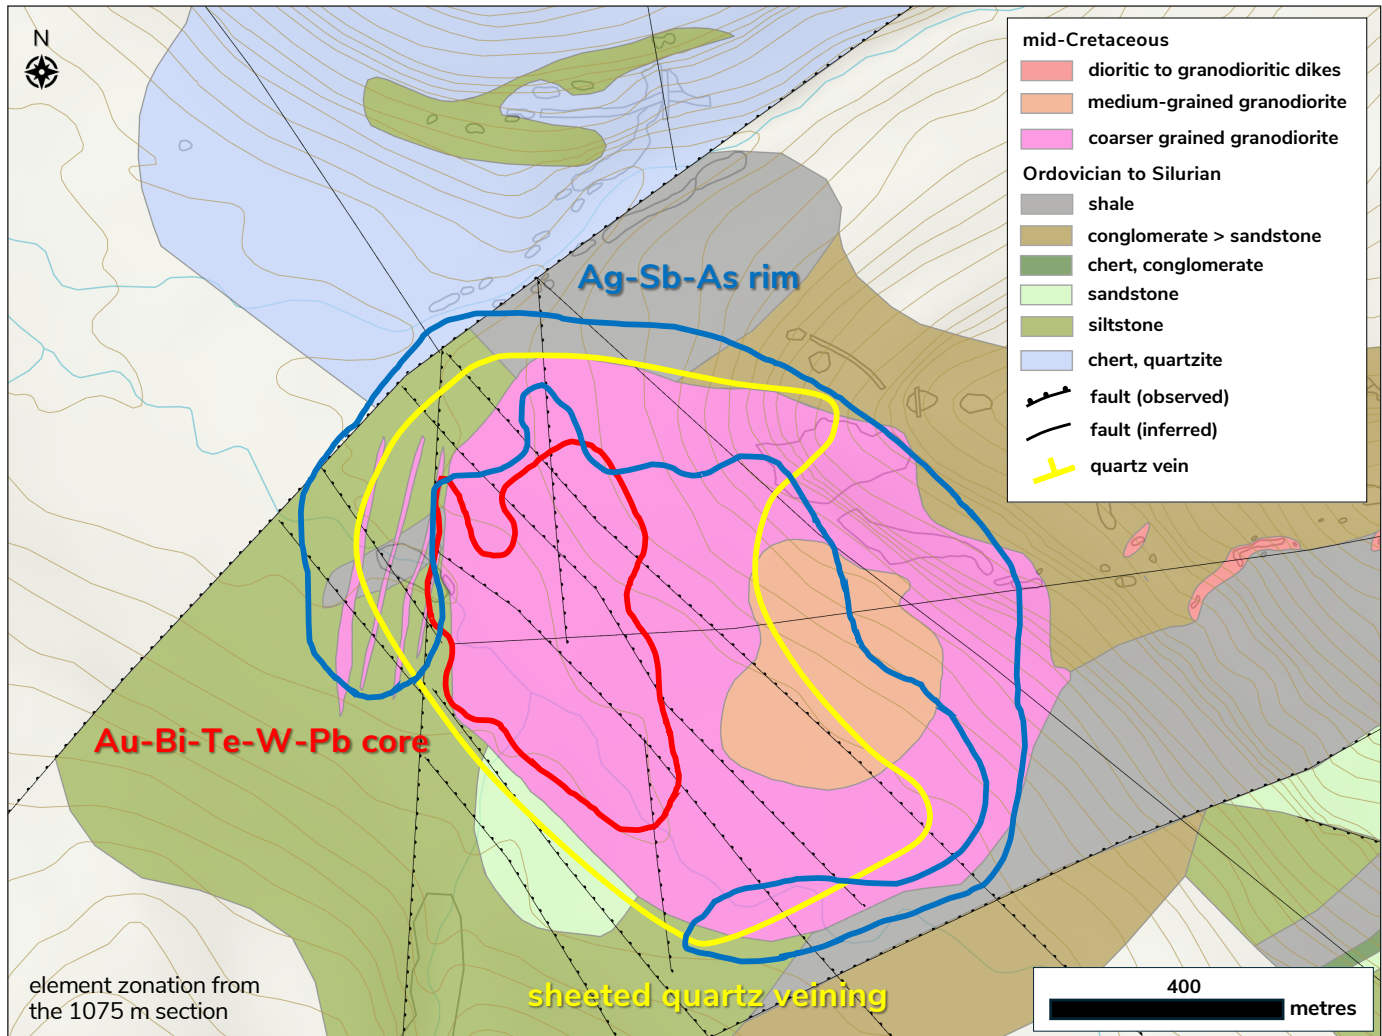 N
mid-Cretaceous
dioritic to granodioritic dikes
medium-grained granodiorite
coarser grained granodiorite
Ordovician to Silurian
shale
conglomerate > sandstone
chert, conglomerate
sandstone
siltstone
chert, quartzite
fault (observed)
fault (inferred)
quartz vein
Ag-Sb-As rim
Au-Bi-Te-W-Pb core
sheeted quartz veining
element zonation from
the 1075 m section
400
metres